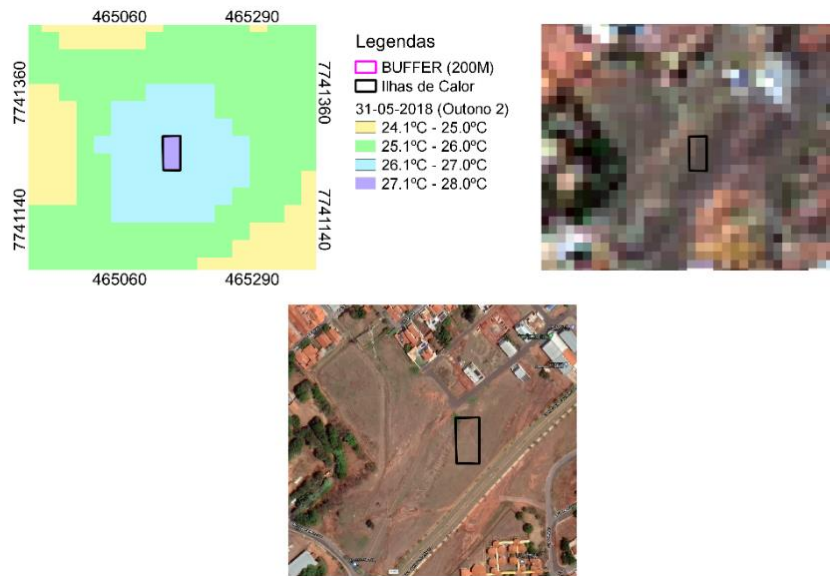 465060 465290
7741360
7741140
7741360
7741140
465060 465290
Legendas
BUFFER (200M)
Ilhas de Calor
31-05-2018 (Outono 2)
24.1ºC - 25.0ºC
25.1ºC - 26.0ºC
26.1ºC - 27.0ºC
27.1ºC - 28.0ºC